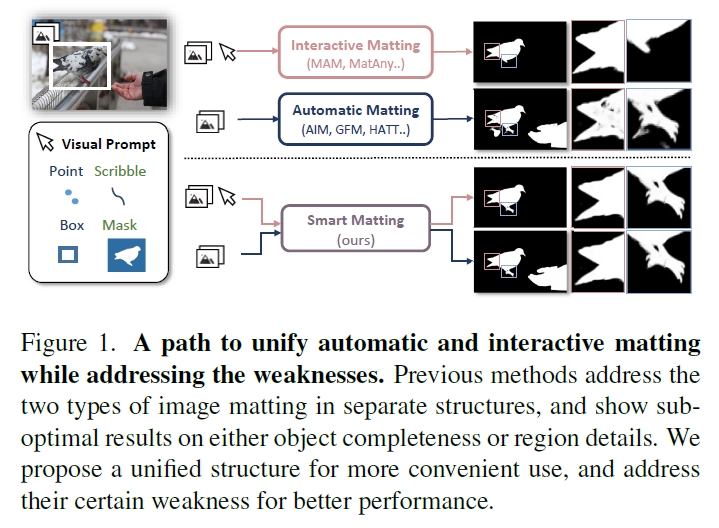 Interactive Matting
(MAM, MatAny..)
Automatic Matting
(AIM, GFM, HATT..)
Visual Prompt
Point Scribble
Box Mask
Smart Matting
(ours)
Figure 1. A path to unify automatic and interactive matting
while addressing the weaknesses. Previous methods address the
two types of image matting in separate structures, and show sub-
optimal results on either object completeness or region details. We
propose a unified structure for more convenient use, and address
their certain weakness for better performance.